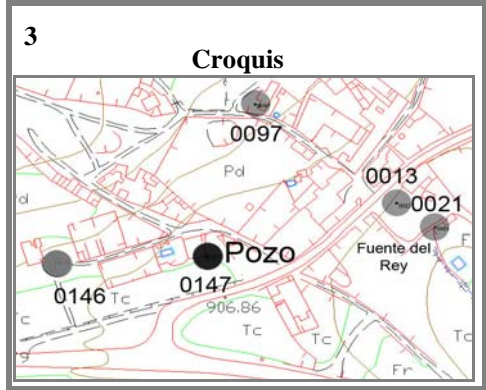 3
Croquis
0097
Pd
0013
0021
Pozo
Fuente del
Rey
0146
0147
Tc
906.86
Tc
Tc
Tc
Fr